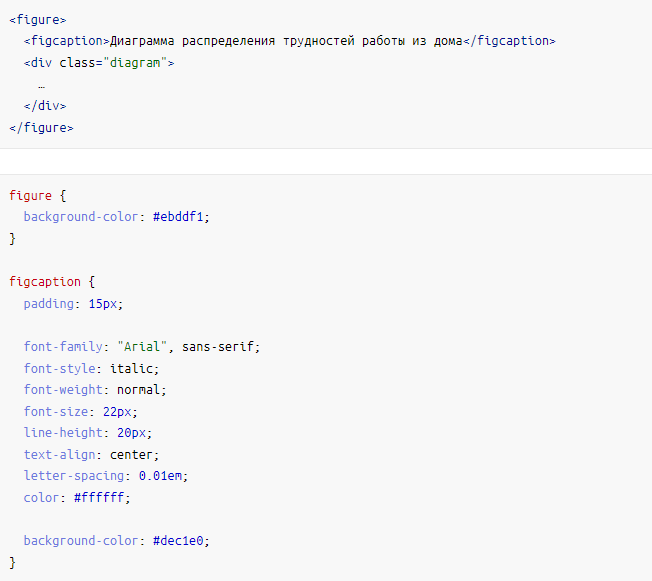 <figure>
<figcaption>Диаграмма распределения трудностей работы из дома</figcaption>
<div class="diagram">
…
</div>
</figure>
figure {
background-color: #ebddf1;
}
figcaption {
padding: 15px;
font-family: "Arial", sans-serif;
font-style: italic;
font-weight: normal;
font-size: 22px;
line-height: 20px;
text-align: center;
letter-spacing: 0.01em;
color: #ffffff;
background-color: #dec1e0;
}